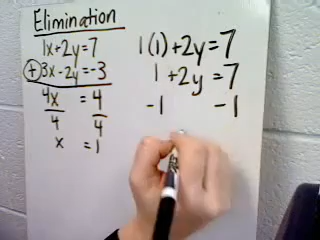 Elimination
1x+2y=7
(+) 3x-2y=-3
4x = 4
4 4
x = 1
1(1)+2y=7
1 +2y=7
-1 -1